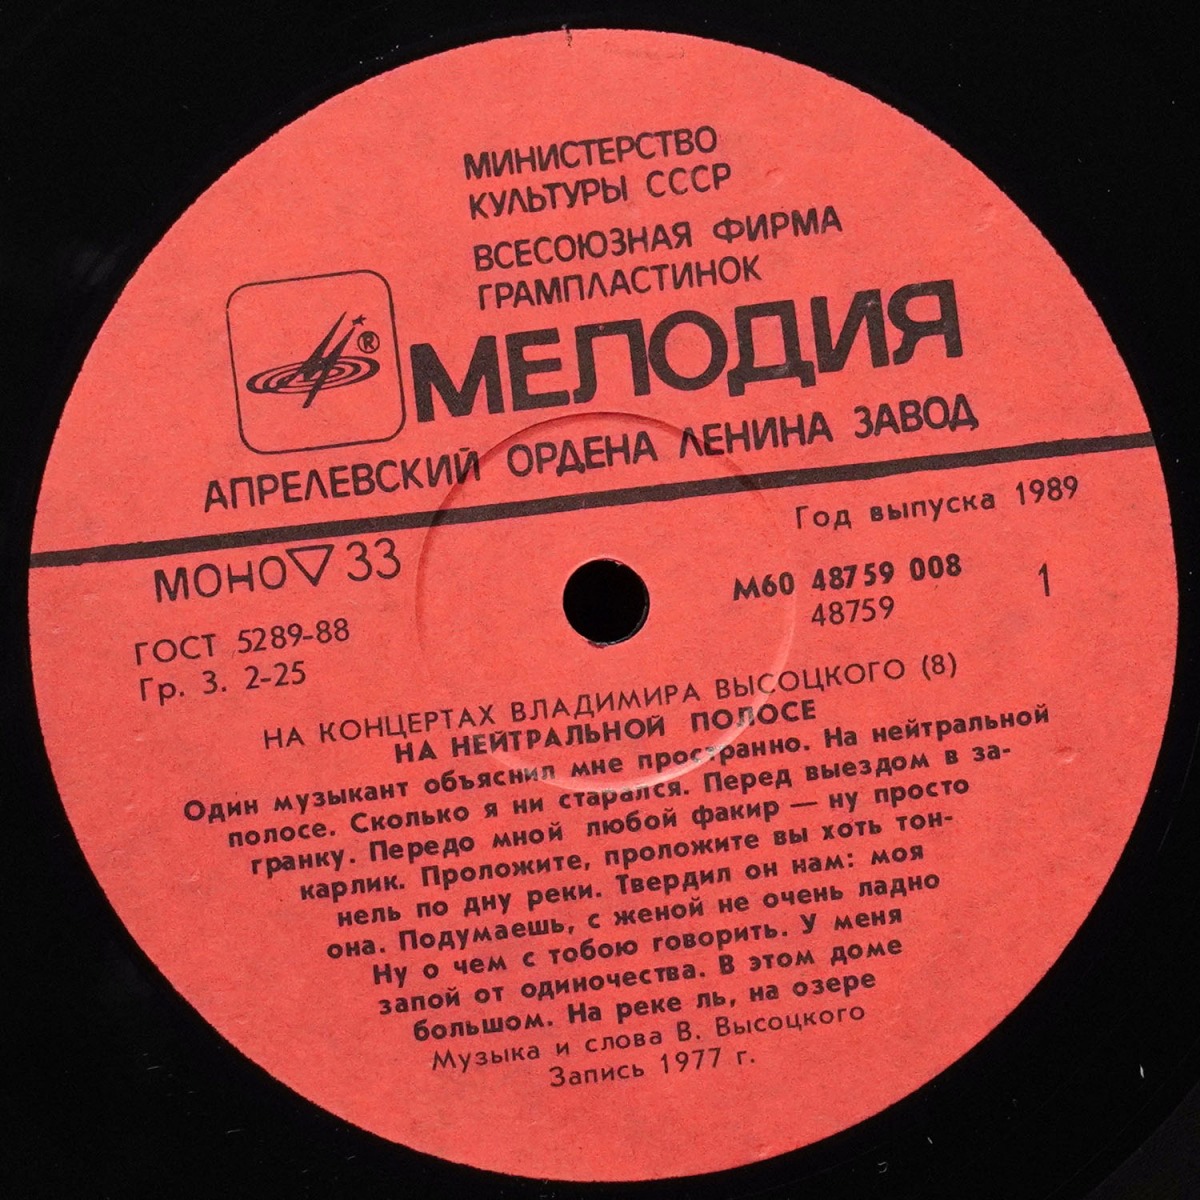 МИНИСТЕРСТВО
КУЛЬТУРЫ СССР
ВСЕСОЮЗНАЯ ФИРМА
ГРАМПЛАСТИНОК
®
МЕЛОДИЯ
АПРЕЛЕВСКИЙ ОРДЕНА ЛЕНИНА ЗАВОД
МОНО ▽ 33
Год выпуска 1989
ГОСТ 5289-88
Гр. 3. 2-25
М60 48759 008
48759
1
НА КОНЦЕРТАХ ВЛАДИМИРА ВЫСОЦКОГО (8)
НА НЕЙТРАЛЬНОЙ ПОЛОСЕ
Один музыкант объяснил мне пространно. На нейтральной
полосе. Сколько я ни старался. Перед выездом в за-
гранку. Передо мной любой факир — ну просто
карлик. Проложите, проложите вы хоть тон-
нель по дну реки. Твердил он нам: моя
она. Подумаешь, с женой не очень ладно
Ну о чем с тобою говорить. У меня
запой от одиночества. В этом доме
большом. На реке ль, на озере
Музыка и слова В. Высоцкого
Запись 1977 г.